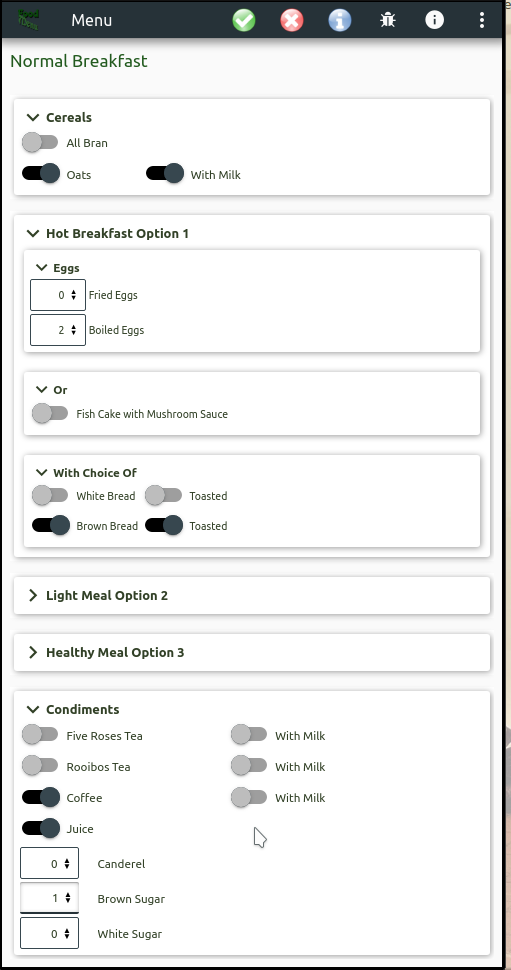 Menu
Normal Breakfast
Cereals
All Bran
Oats With Milk
Hot Breakfast Option 1
Eggs
0 Fried Eggs
2 Boiled Eggs
Or
Fish Cake with Mushroom Sauce
With Choice Of
White Bread Toasted
Brown Bread Toasted
Light Meal Option 2
Healthy Meal Option 3
Condiments
Five Roses Tea With Milk
Rooibos Tea With Milk
Coffee With Milk
Juice
0 Canderel
1 Brown Sugar
0 White Sugar